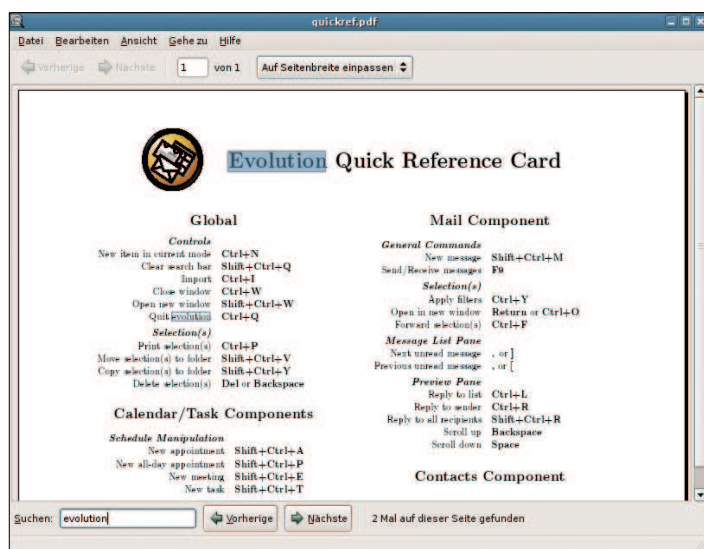 quickref.pdf
Datei Bearbeiten Ansicht Gehe zu Hilfe
Vorherige Nächste 1 von 1 Auf Seitenbreite einpassen
Evolution Quick Reference Card
Global
Controls
New item in current mode Ctrl+N
Clear search bar Shift+Ctrl+Q
Import Ctrl+I
Close window Ctrl+W
Open new window Shift+Ctrl+W
Quit evolution Ctrl+Q
Selection(s)
Print selection(s) Ctrl+P
Move selection(s) to folder Shift+Ctrl+V
Copy selection(s) to folder Shift+Ctrl+Y
Delete selection(s) Del or Backspace
Calendar/Task Components
Schedule Manipulation
New appointment Shift+Ctrl+A
New all-day appointment Shift+Ctrl+P
New meeting Shift+Ctrl+E
New task Shift+Ctrl+T
Mail Component
General Commands
New message Shift+Ctrl+M
Send/Receive messages F9
Selection(s)
Apply filters Ctrl+Y
Open in new window Return or Ctrl+O
Forward selection(s) Ctrl+F
Message List Pane
Next unread message . or ]
Previous unread message , or [
Preview Pane
Reply to list Ctrl+L
Reply to sender Ctrl+R
Reply to all recipients Shift+Ctrl+R
Scroll up Backspace
Scroll down Space
Contacts Component
Suchen: evolution Vorherige Nächste 2 Mal auf dieser Seite gefunden